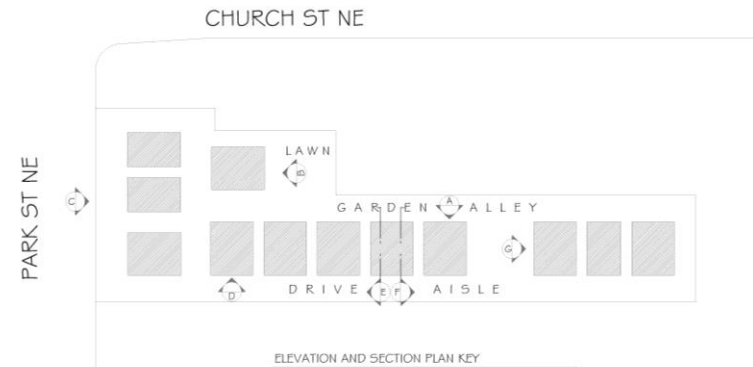 CHURCH ST NE
PARK ST NE
LAWN
B
C
A
GARDEN ALLEY
G
D
DRIVE AISLE
E F
ELEVATION AND SECTION PLAN KEY